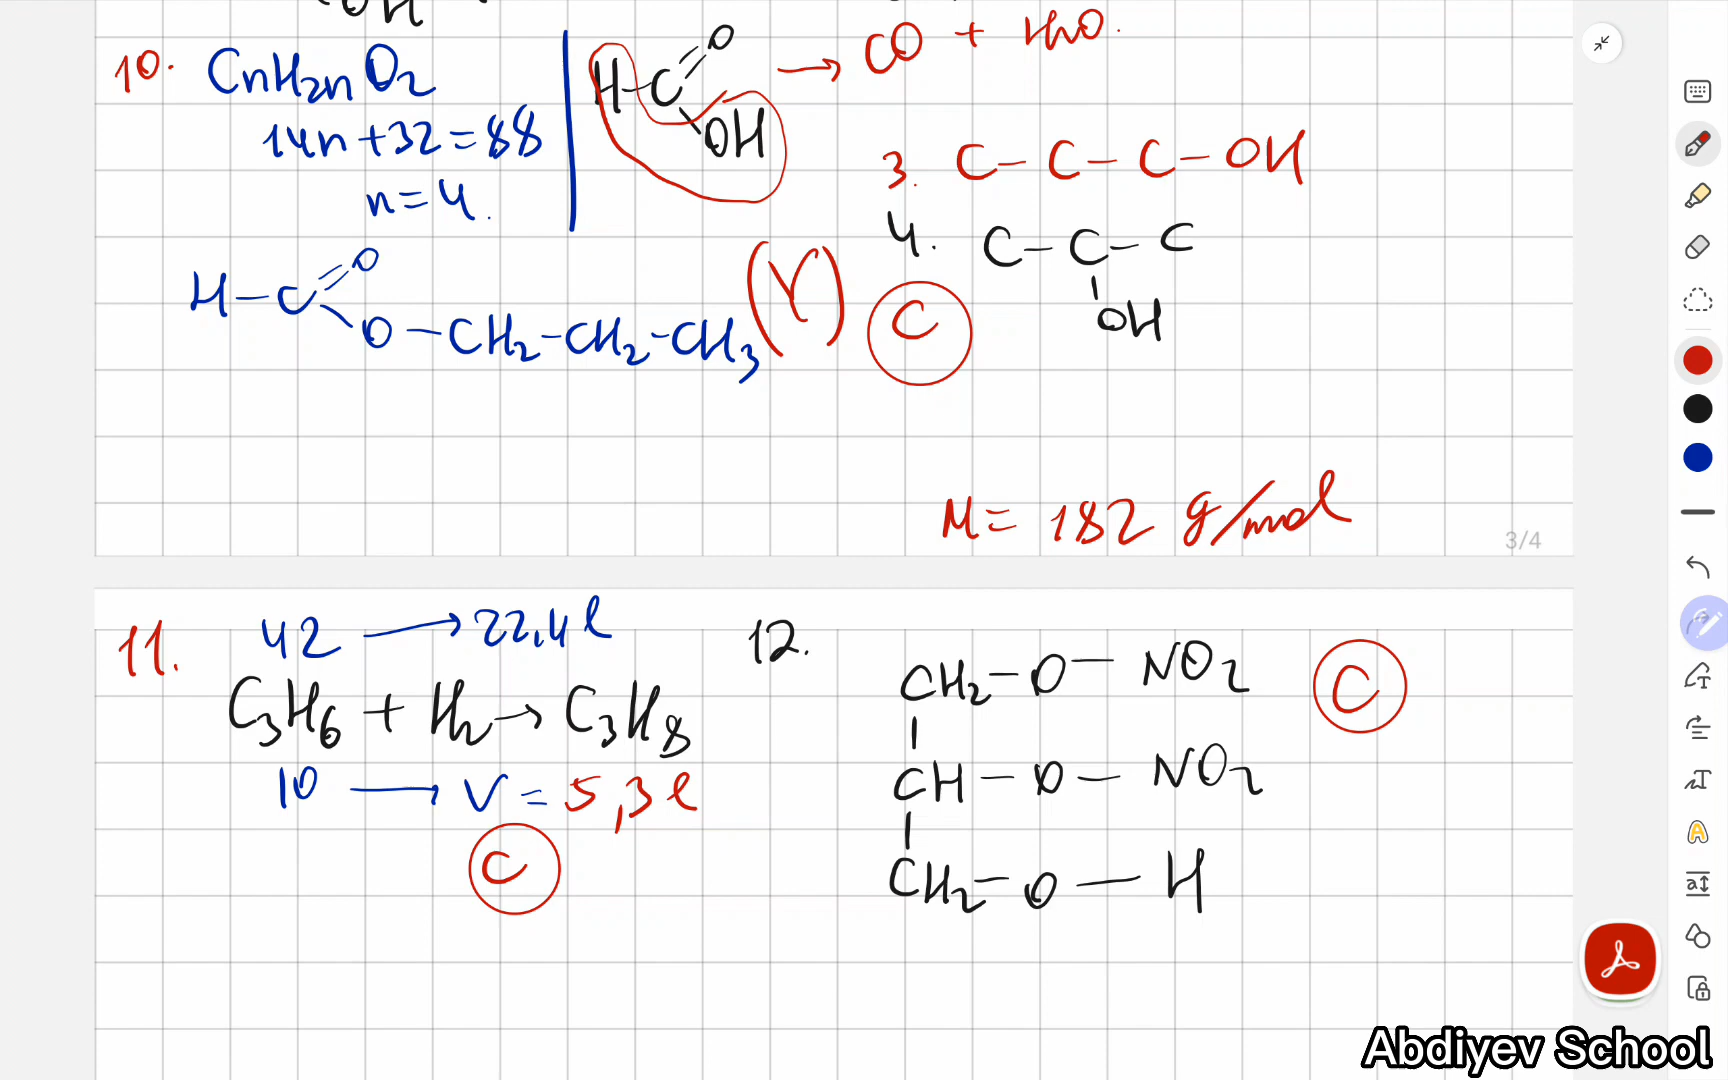 OH
10. CnH2nO2
14n+32=88
n=4.
H-C=O
OH
→ CO + H2O.
3. C-C-C-OH
4. C-C-C
OH
H-C=O
O-CH2-CH2-CH3
(Y)
C
M= 182 g/mol
3/4
11. 42 → 22,4 l
C3H6 + H2 → C3H8
10 → V = 5,3 l
C
12.
CH2-O-NO2
CH-O-NO2
CH2-O-H
C
Abdiyev School